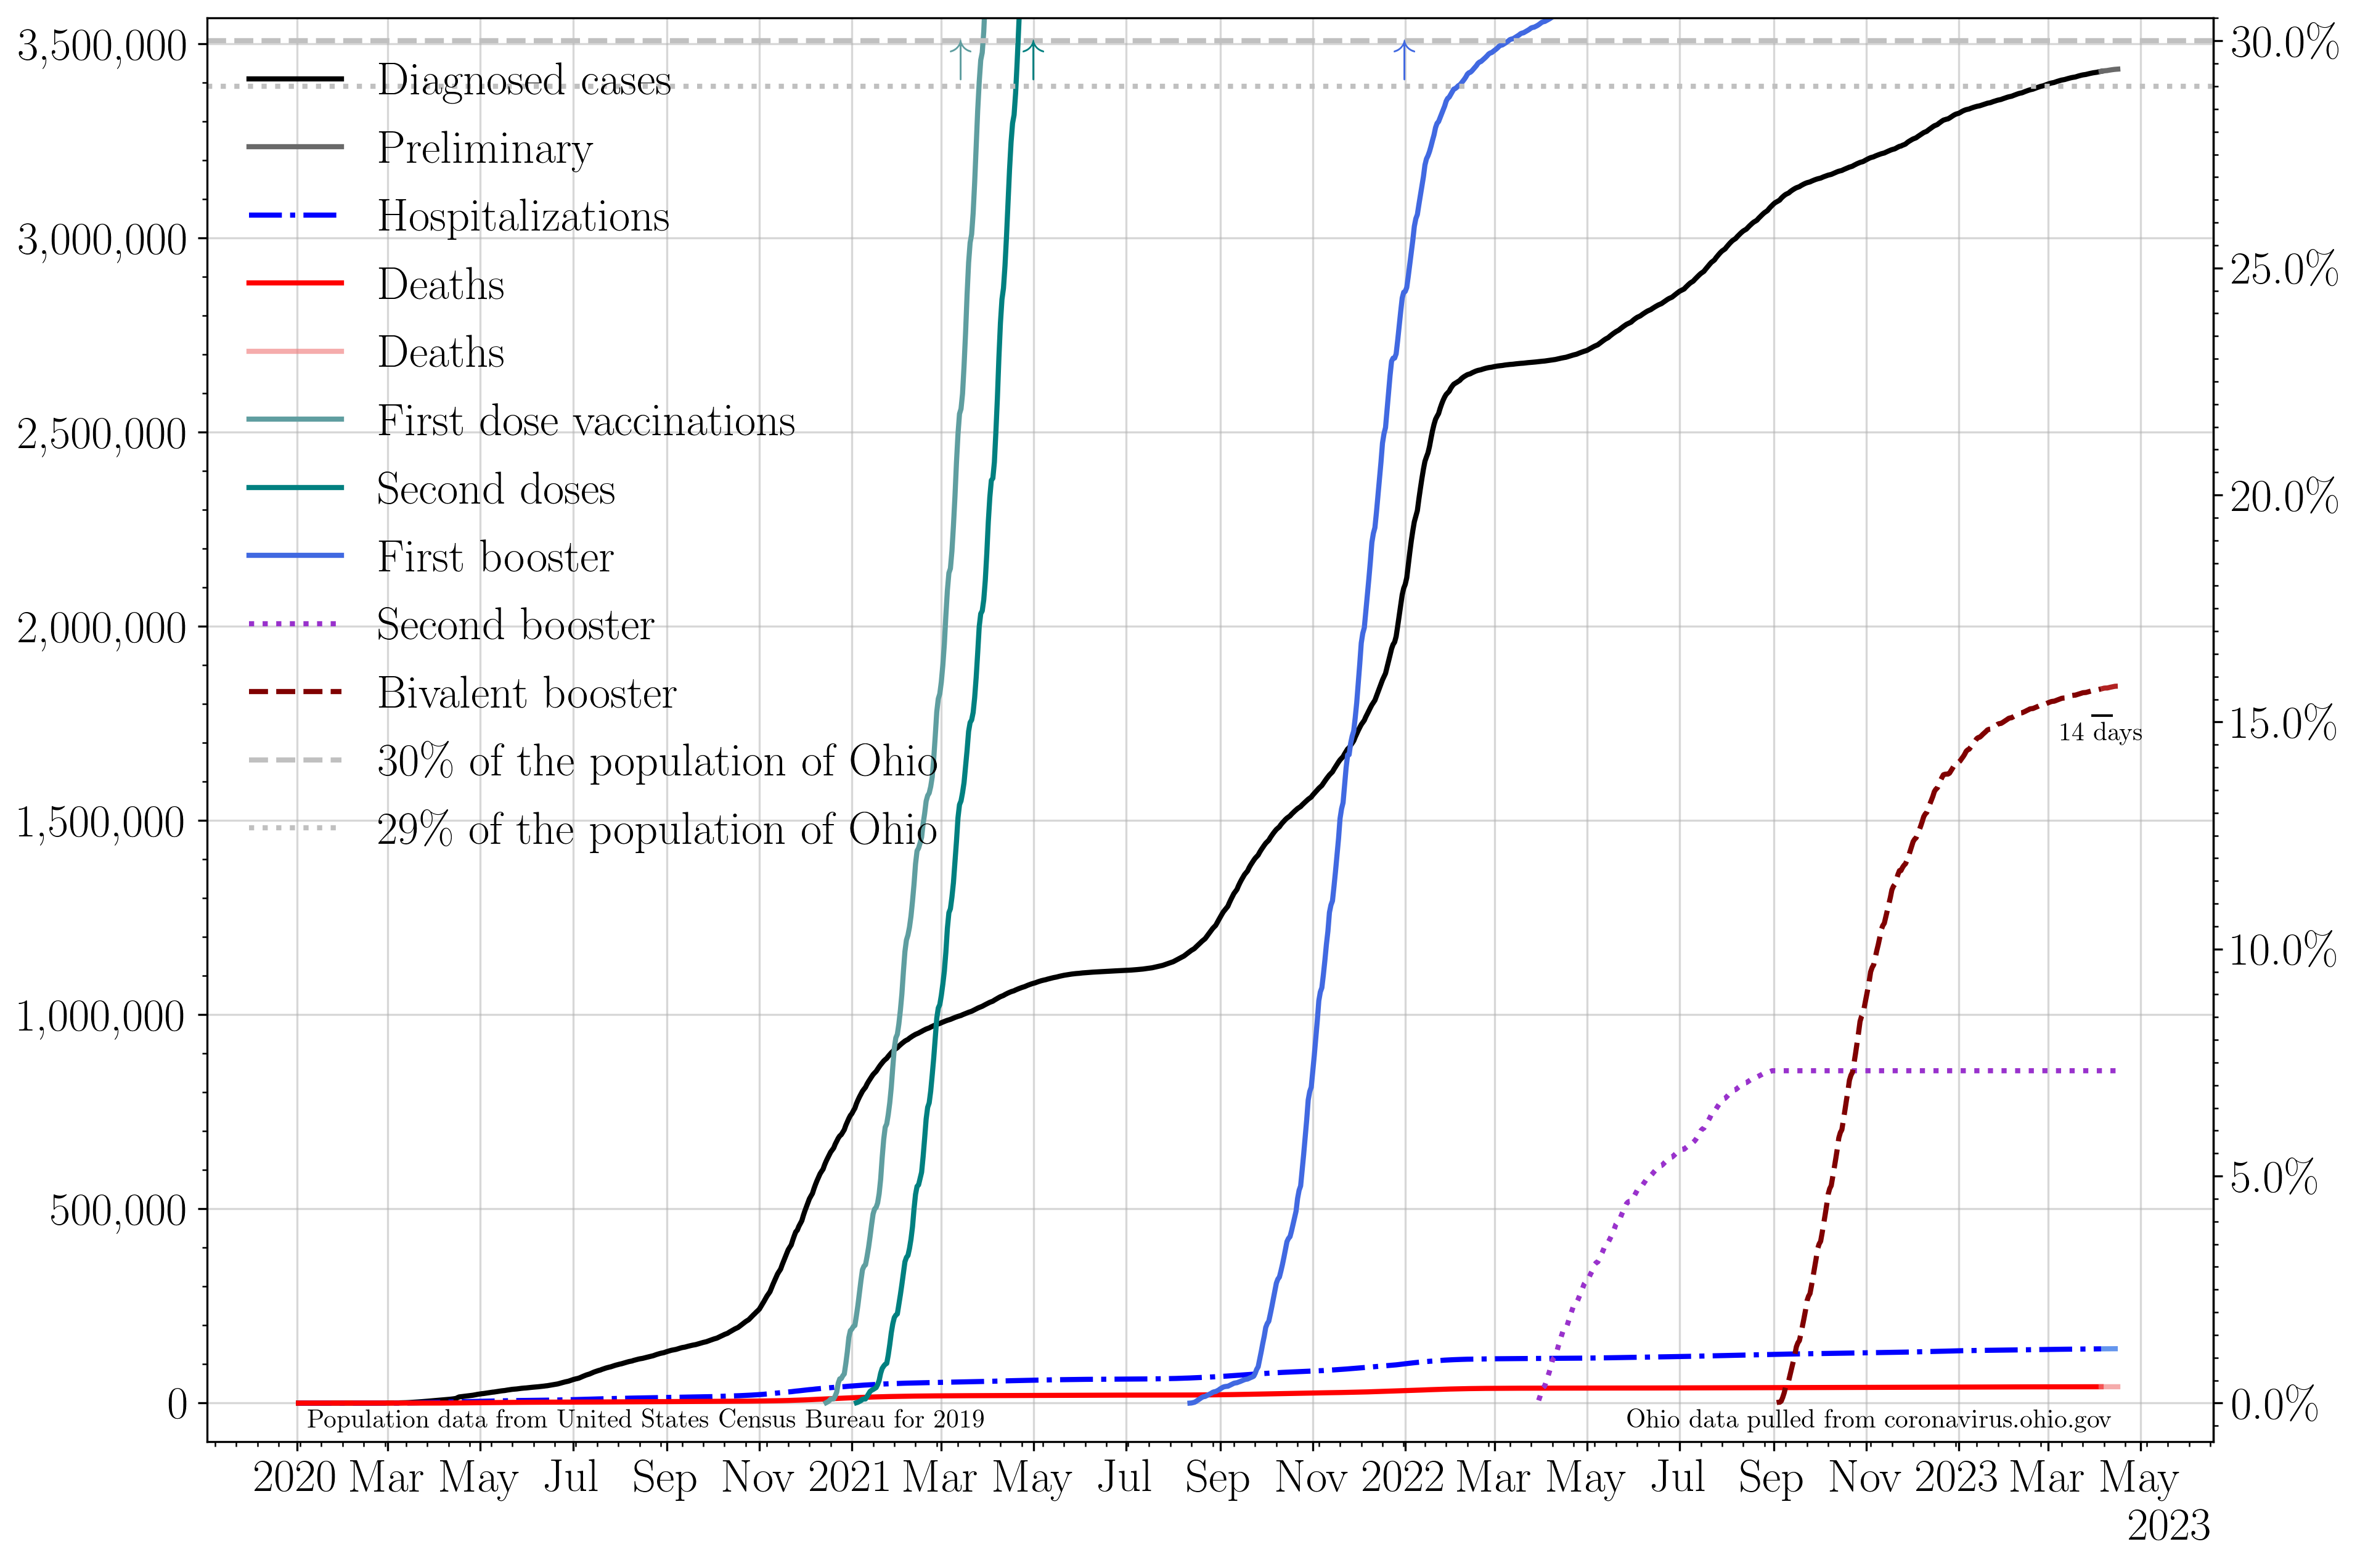 3,500,000
3,000,000
2,500,000
2,000,000
1,500,000
1,000,000
500,000
0
Diagnosed cases
Preliminary
Hospitalizations
Deaths
Deaths
First dose vaccinations
Second doses
First booster
Second booster
Bivalent booster
30% of the population of Ohio
29% of the population of Ohio
30.0%
25.0%
20.0%
15.0%
10.0%
5.0%
0.0%
14 days
Population data from United States Census Bureau for 2019
Ohio data pulled from coronavirus.ohio.gov
2020 Mar May Jul Sep Nov 2021 Mar May Jul Sep Nov 2022 Mar May Jul Sep Nov 2023 Mar May
2023